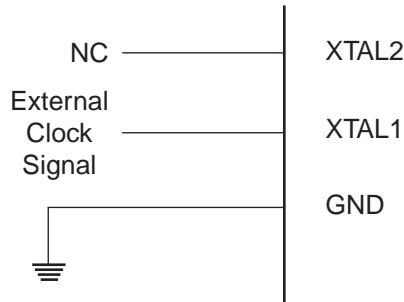 NC
XTAL2
External
Clock
Signal
XTAL1
GND